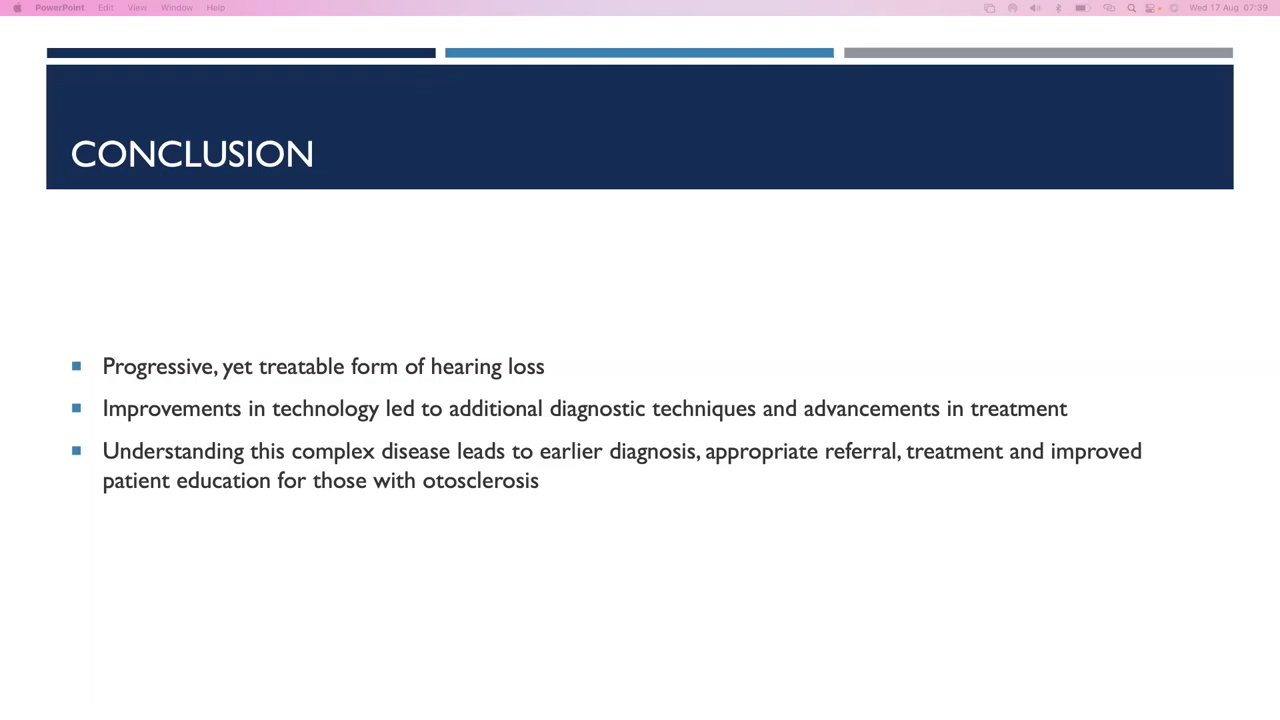 PowerPoint Edit View Window Help Wed 17 Aug 07:39
CONCLUSION
Progressive, yet treatable form of hearing loss
Improvements in technology led to additional diagnostic techniques and advancements in treatment
Understanding this complex disease leads to earlier diagnosis, appropriate referral, treatment and improved
patient education for those with otosclerosis